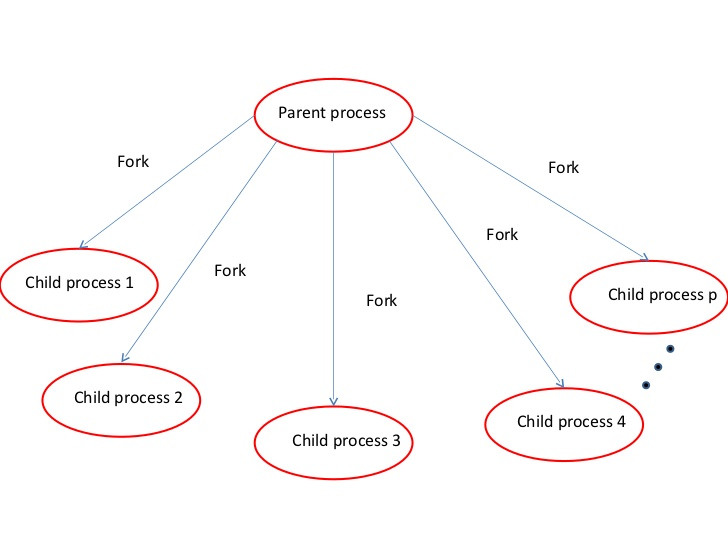 Parent process
Fork
Fork
Fork
Fork
Fork
Child process 1
Child process p
Child process 2
Child process 4
Child process 3